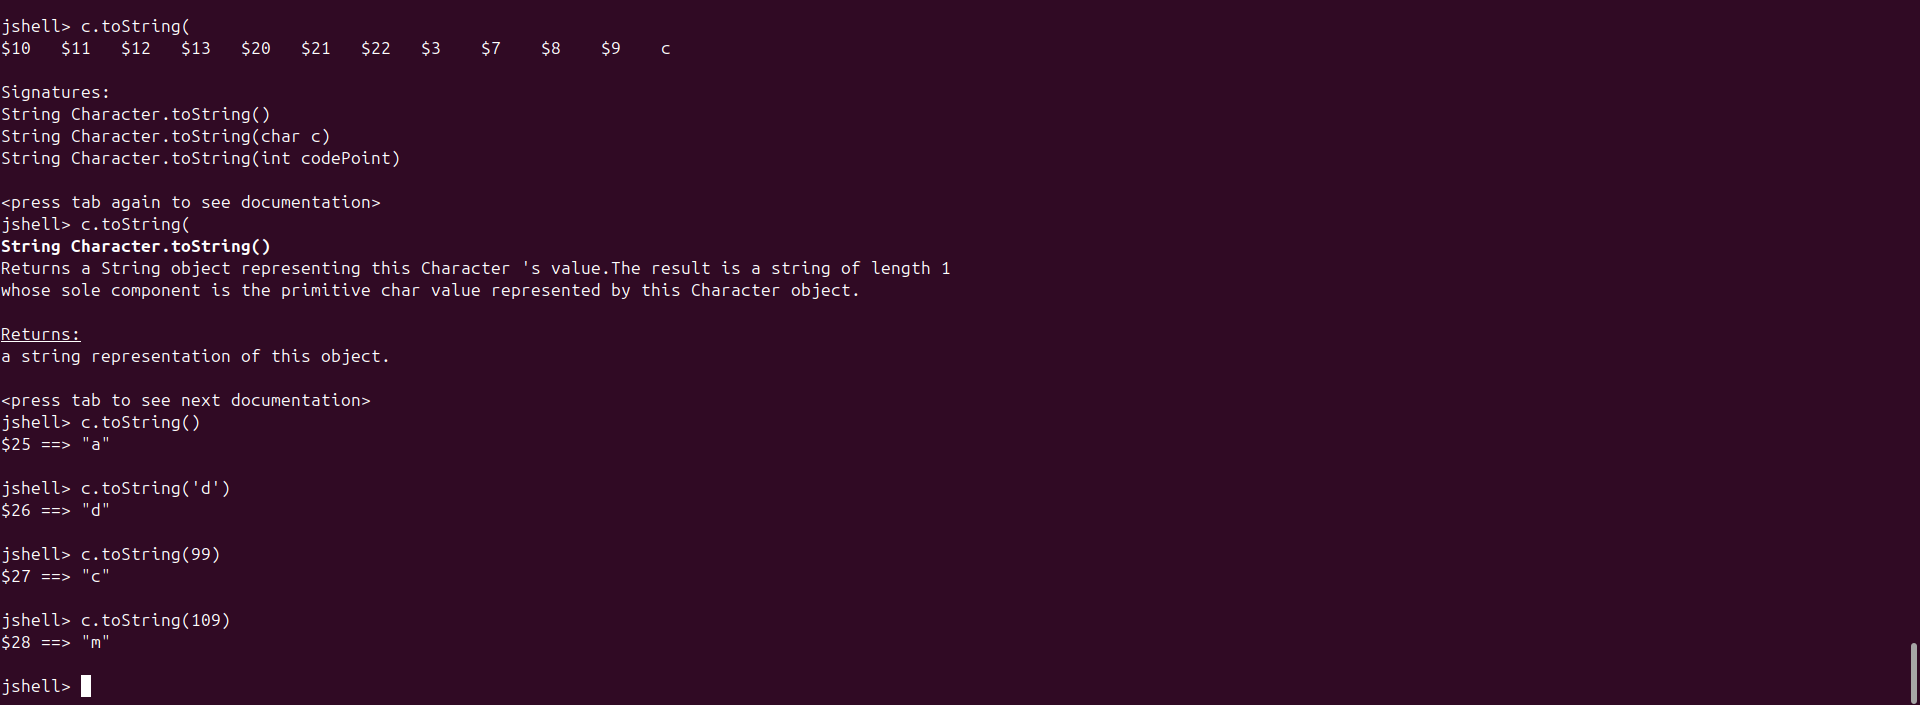 jshell> c.toString(
$10   $11   $12   $13   $20   $21   $22   $3    $7    $8    $9    c
Signatures:
String Character.toString()
String Character.toString(char c)
String Character.toString(int codePoint)
<press tab again to see documentation>
jshell> c.toString(
String Character.toString()
Returns a String object representing this Character 's value.The result is a string of length 1
whose sole component is the primitive char value represented by this Character object.
Returns:
a string representation of this object.
<press tab to see next documentation>
jshell> c.toString()
$25 ==> "a"
jshell> c.toString('d')
$26 ==> "d"
jshell> c.toString(99)
$27 ==> "c"
jshell> c.toString(109)
$28 ==> "m"
jshell>